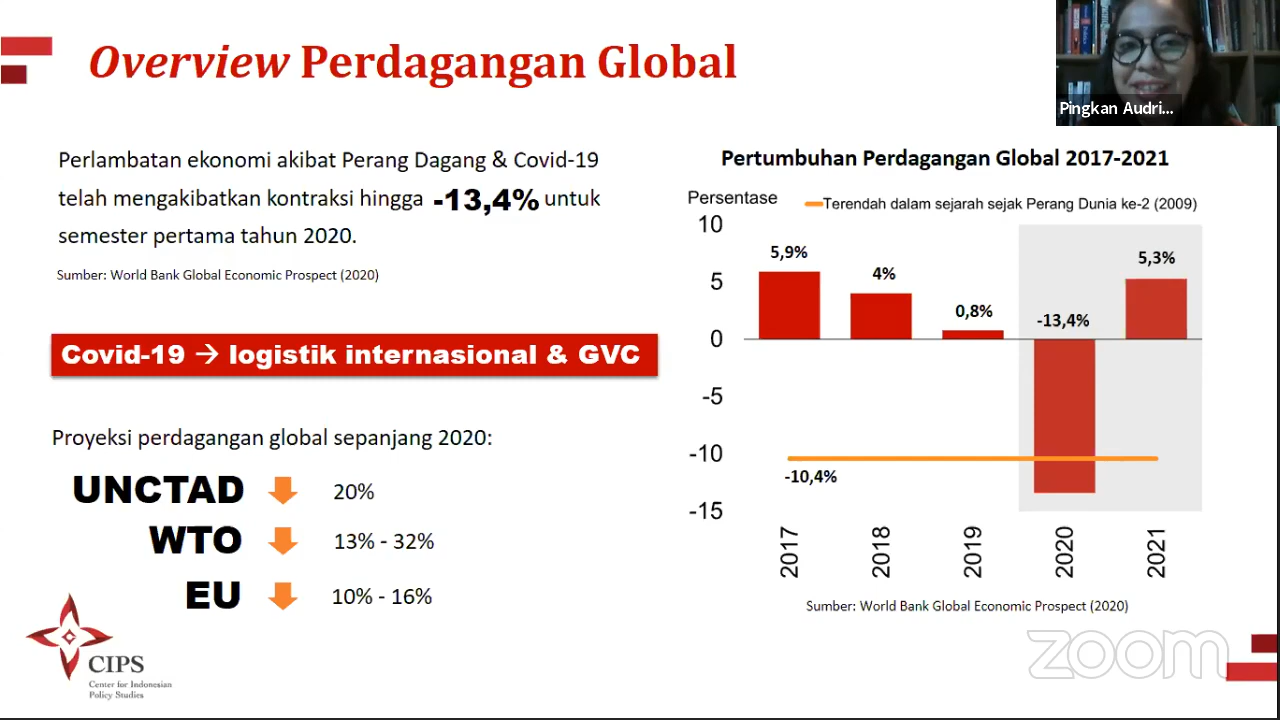 Overview Perdagangan Global
Pingkan Audri...
Perlambatan ekonomi akibat Perang Dagang & Covid-19
telah mengakibatkan kontraksi hingga -13,4% untuk
semester pertama tahun 2020.
Sumber: World Bank Global Economic Prospect (2020)
Covid-19 → logistik internasional & GVC
Proyeksi perdagangan global sepanjang 2020:
UNCTAD 20%
WTO 13% - 32%
EU 10% - 16%
CIPS
Center for Indonesian
Policy Studies
Pertumbuhan Perdagangan Global 2017-2021
Persentase
Terendah dalam sejarah sejak Perang Dunia ke-2 (2009)
10
5
0
-5
-10
-15
5,9%
4%
0,8%
-13,4%
5,3%
-10,4%
2017
2018
2019
2020
2021
Sumber: World Bank Global Economic Prospect (2020)
zoom